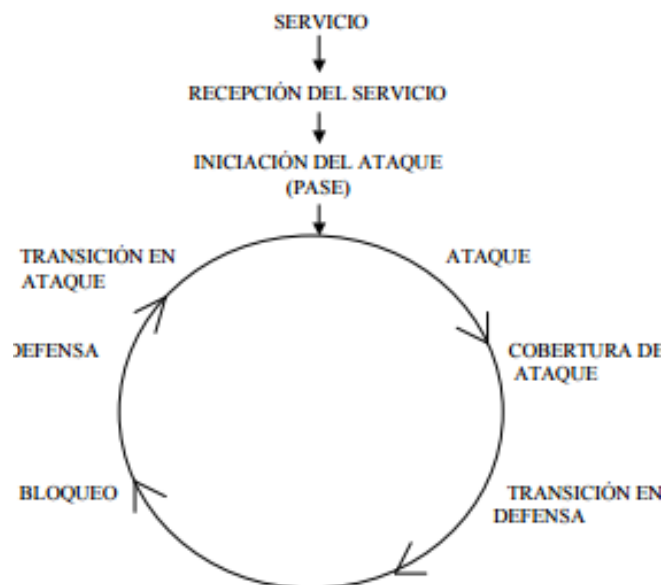 SERVICIO
RECEPCIÓN DEL SERVICIO
INICIACIÓN DEL ATAQUE
(PASE)
TRANSICIÓN EN
ATAQUE
ATAQUE
DEFENSA
COBERTURA DE
ATAQUE
BLOQUEO
TRANSICIÓN EN
DEFENSA